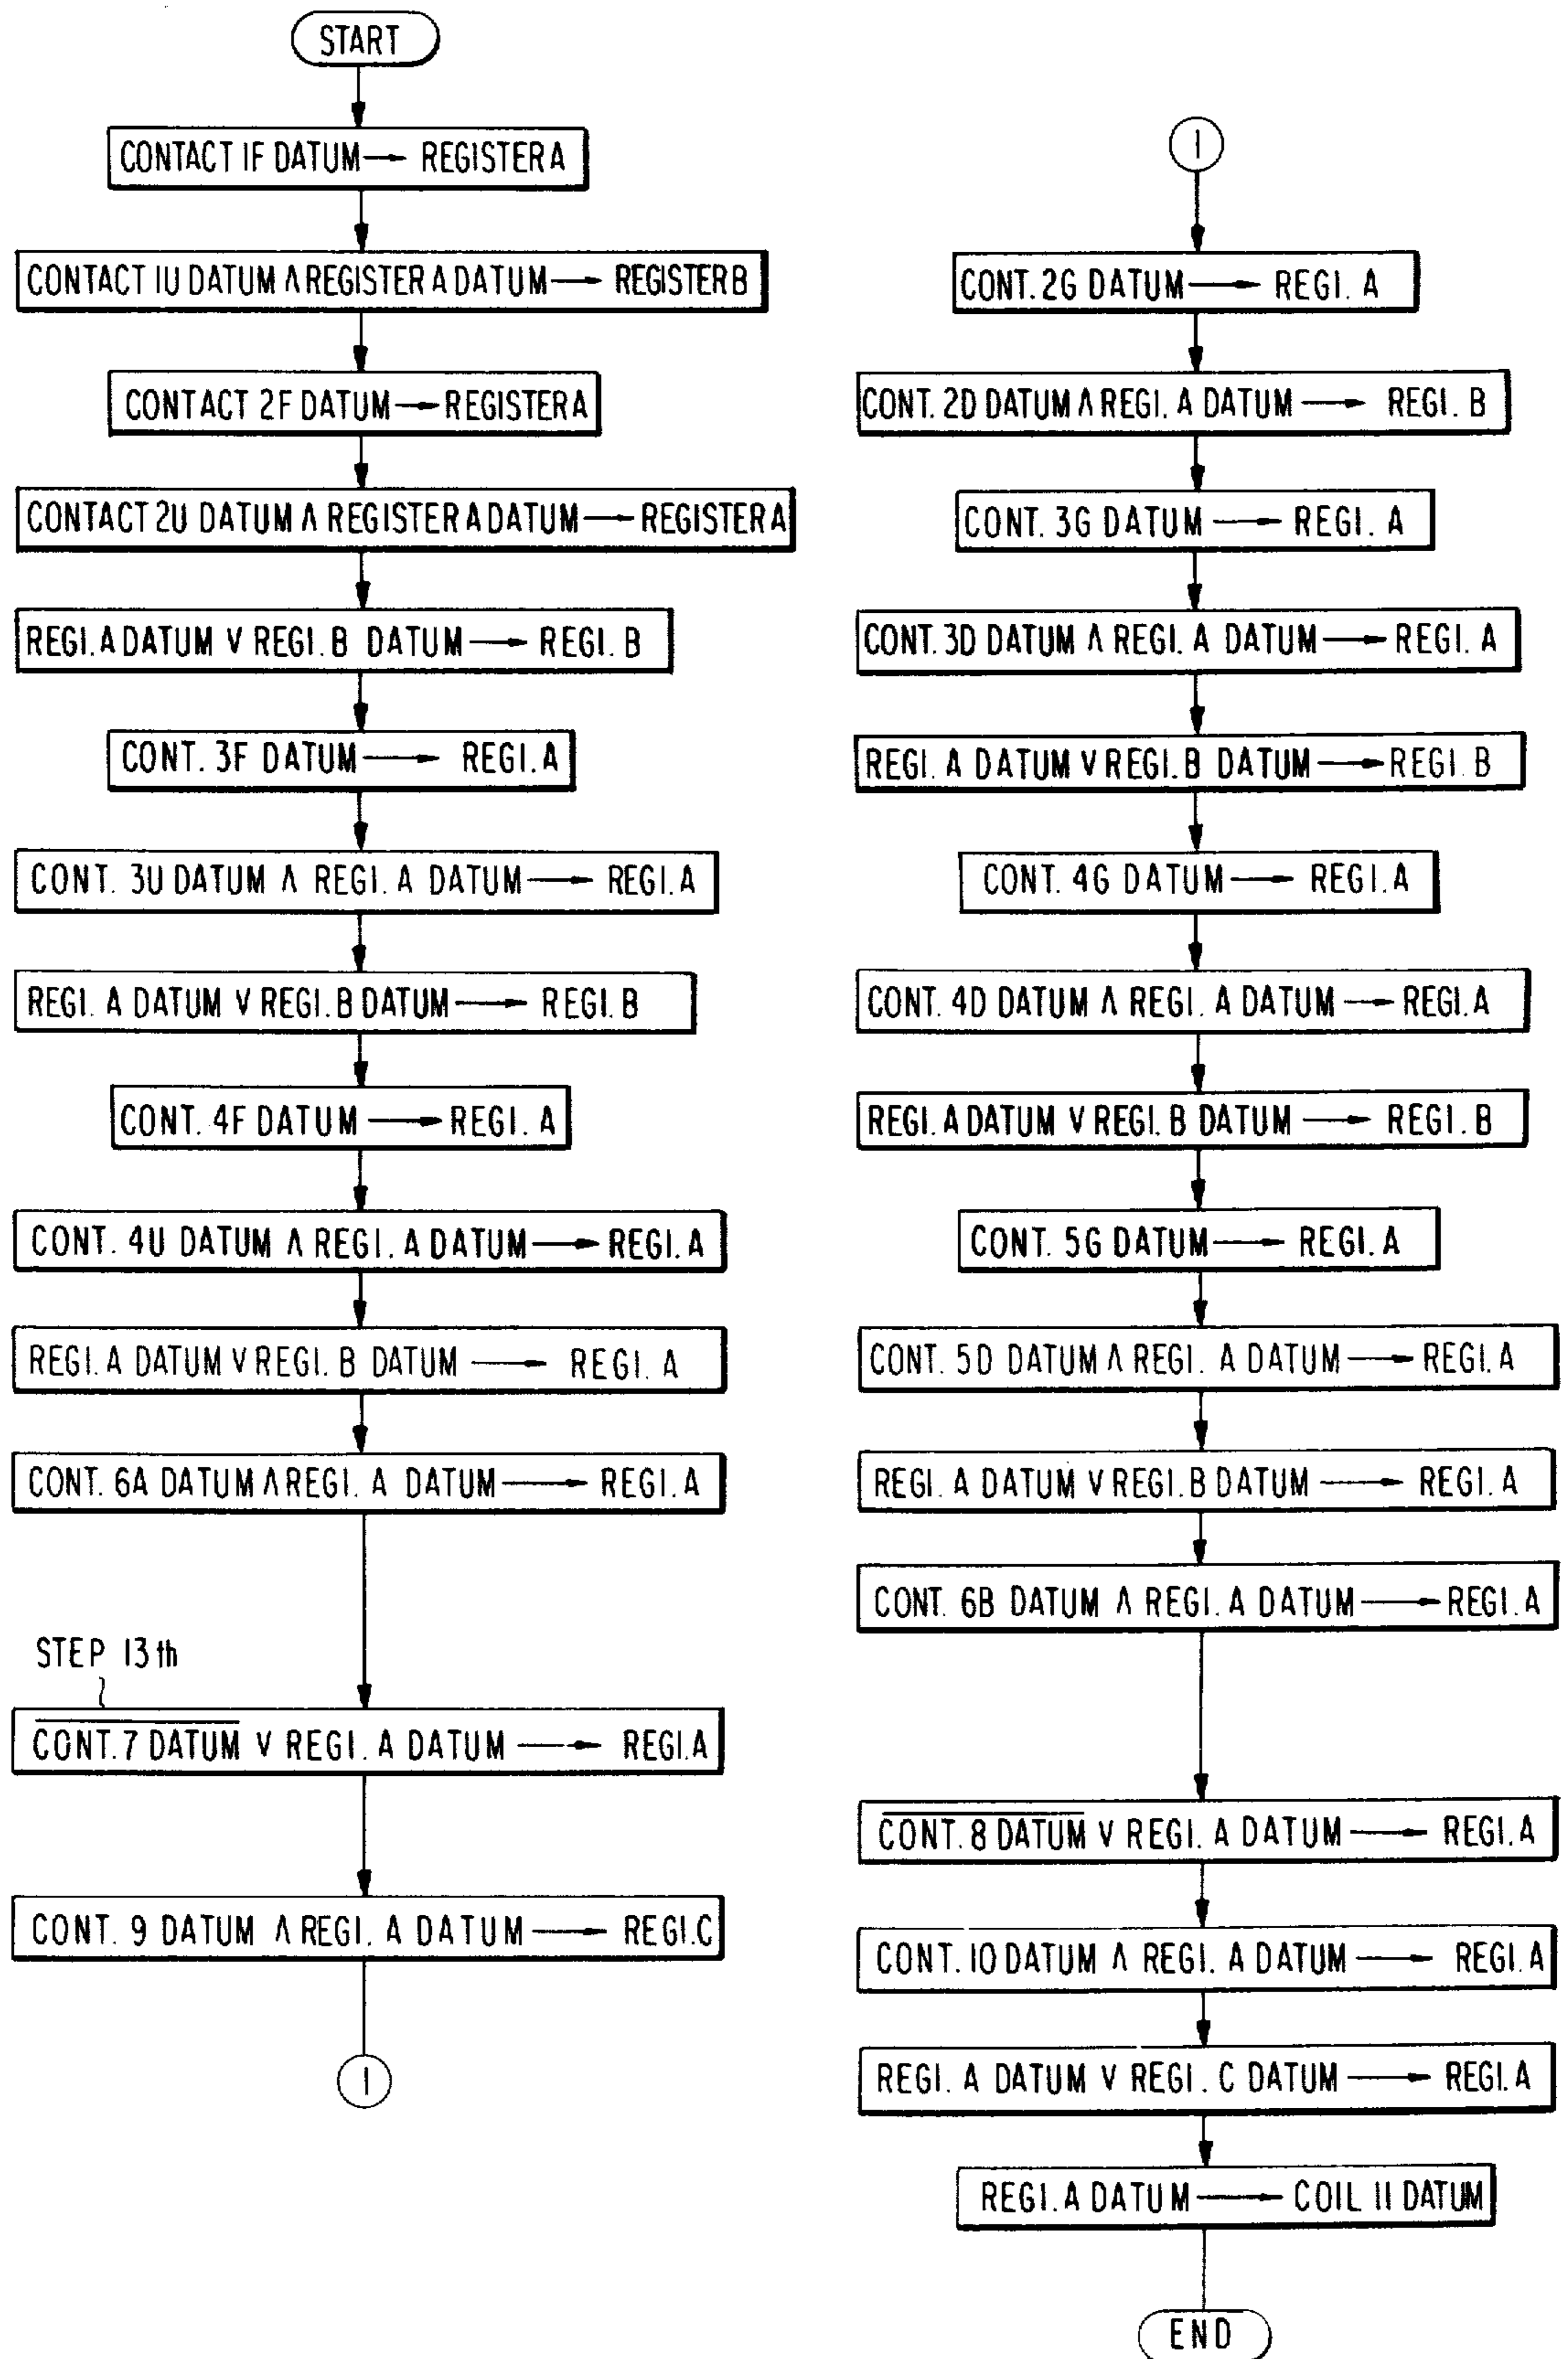 START
CONTACT 1F DATUM → REGISTER A
CONTACT 1U DATUM Λ REGISTER A DATUM → REGISTER B
CONTACT 2F DATUM → REGISTER A
CONTACT 2U DATUM Λ REGISTER A DATUM → REGISTER A
REGI. A DATUM V REGI. B DATUM → REGI. B
CONT. 3F DATUM → REGI. A
CONT. 3U DATUM Λ REGI. A DATUM → REGI. A
REGI. A DATUM V REGI. B DATUM → REGI. B
CONT. 4F DATUM → REGI. A
CONT. 4U DATUM Λ REGI. A DATUM → REGI. A
REGI. A DATUM V REGI. B DATUM → REGI. A
CONT. 6A DATUM Λ REGI. A DATUM → REGI. A
STEP 13th
C̅O̅N̅T̅.̅ ̅7̅ ̅D̅A̅T̅U̅M̅ V REGI. A DATUM → REGI. A
CONT. 9 DATUM Λ REGI. A DATUM → REGI. C
1
1
CONT. 2G DATUM → REGI. A
CONT. 2D DATUM Λ REGI. A DATUM → REGI. B
CONT. 3G DATUM → REGI. A
CONT. 3D DATUM Λ REGI. A DATUM → REGI. A
REGI. A DATUM V REGI. B DATUM → REGI. B
CONT. 4G DATUM → REGI. A
CONT. 4D DATUM Λ REGI. A DATUM → REGI. A
REGI. A DATUM V REGI. B DATUM → REGI. B
CONT. 5G DATUM → REGI. A
CONT. 5D DATUM Λ REGI. A DATUM → REGI. A
REGI. A DATUM V REGI. B DATUM → REGI. A
CONT. 6B DATUM Λ REGI. A DATUM → REGI. A
C̅O̅N̅T̅.̅ ̅8̅ ̅D̅A̅T̅U̅M̅ V REGI. A DATUM → REGI. A
CONT. 10 DATUM Λ REGI. A DATUM → REGI. A
REGI. A DATUM V REGI. C DATUM → REGI. A
REGI. A DATUM → COIL 11 DATUM
END